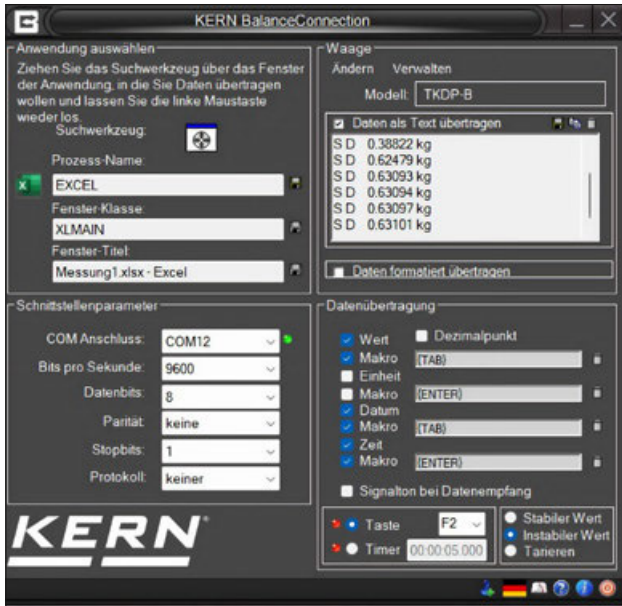 KERN BalanceConnection
Anwendung auswählen
Ziehen Sie das Suchwerkzeug über das Fenster
der Anwendung, in die Sie Daten übertragen
wollen und lassen Sie die linke Maustaste
wieder los.
Suchwerkzeug:
Prozess-Name:
EXCEL
Fenster-Klasse:
XLMAIN
Fenster-Titel:
Messung1.xlsx - Excel
Waage
Ändern Verwalten
Modell: TKDP-B
Daten als Text übertragen
S D 0.38822 kg
S D 0.62479 kg
S D 0.63093 kg
S D 0.63094 kg
S D 0.63097 kg
S D 0.63101 kg
Daten formatiert übertragen
Schnittstellenparameter
COM Anschluss: COM12
Bits pro Sekunde: 9600
Datenbits: 8
Parität: keine
Stopbits: 1
Protokoll: keiner
Datenübertragung
Wert Dezimalpunkt
Makro {TAB}
Einheit
Makro {ENTER}
Datum
Makro {TAB}
Zeit
Makro {ENTER}
Signalton bei Datenempfang
Taste F2
Timer 00:00:05.000
Stabiler Wert
Instabiler Wert
Tarieren
KERN